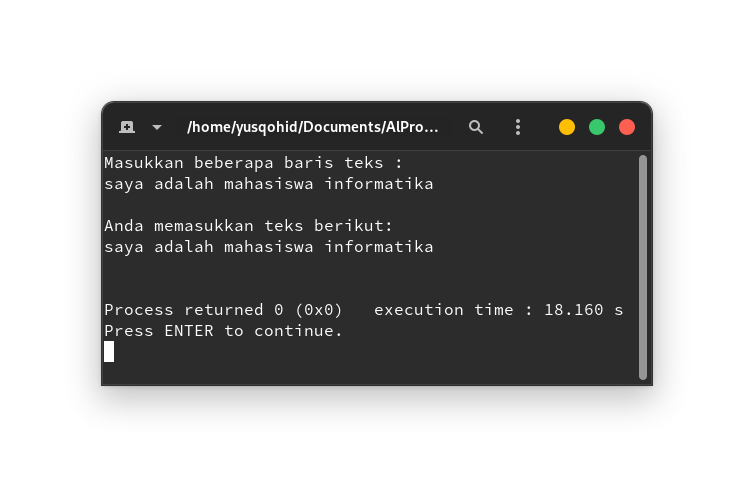 /home/yusqohid/Documents/AlPro...
Masukkan beberapa baris teks :
saya adalah mahasiswa informatika
Anda memasukkan teks berikut:
saya adalah mahasiswa informatika
Process returned 0 (0x0)   execution time : 18.160 s
Press ENTER to continue.